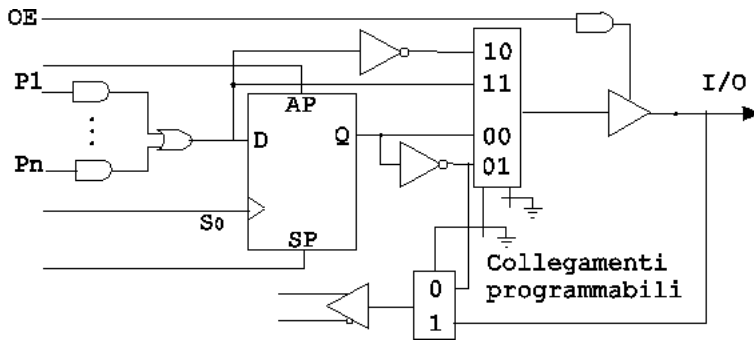 OE
P1
Pn
S0
AP
D
Q
SP
10
11
00
01
I/O
0
1
Collegamenti
programmabili